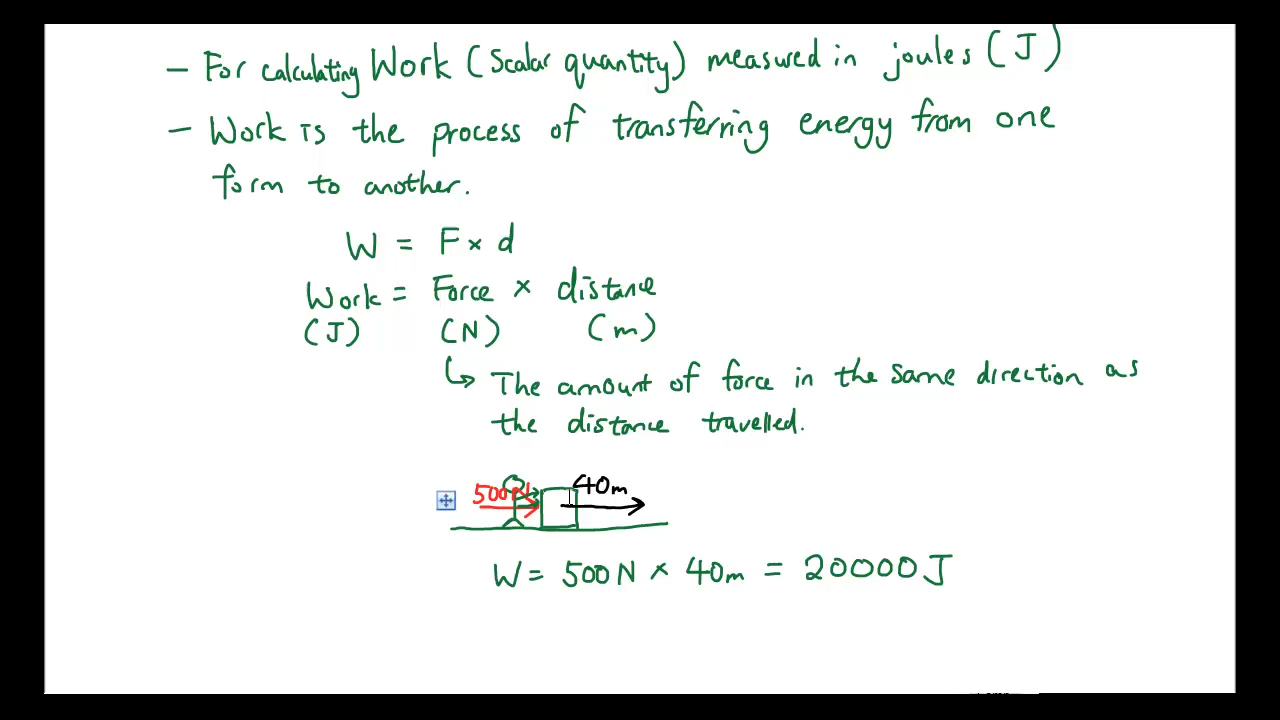 – For calculating Work (Scalar quantity) measured in joules (J)
– Work is the process of transferring energy from one
form to another.
W = F × d
Work = Force × distance
(J) (N) (m)
↳ The amount of force in the same direction as
the distance travelled.
500N 40m
W = 500N × 40m = 20000J